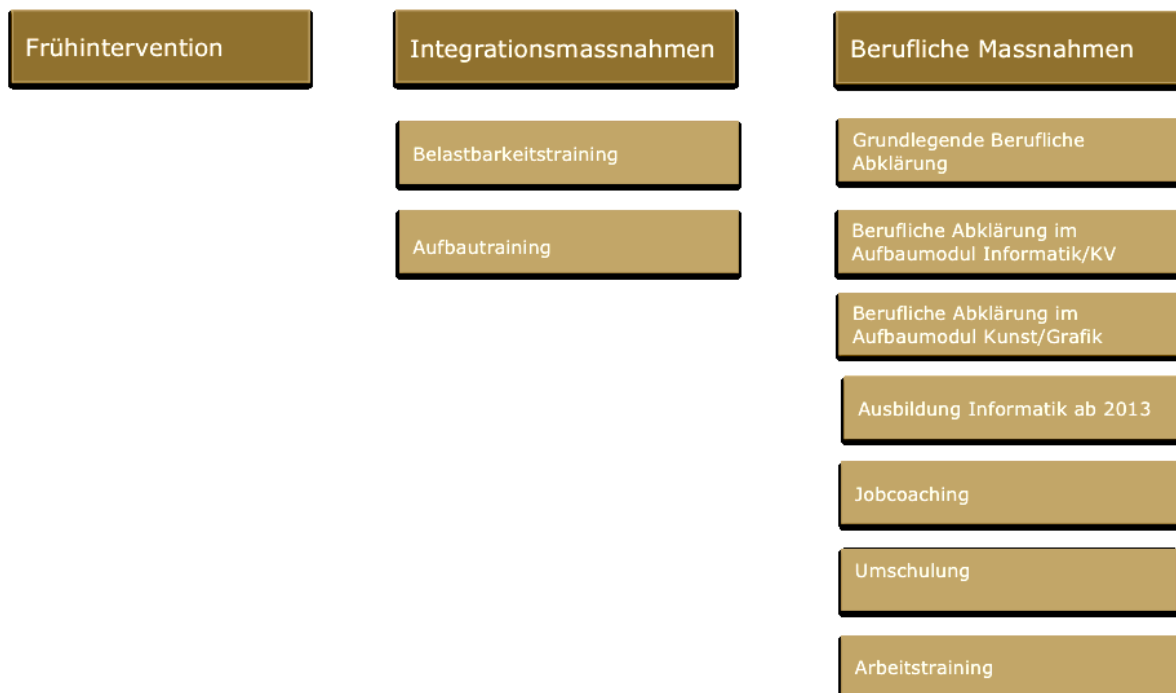 Frühintervention
Integrationsmassnahmen
Belastbarkeitstraining
Aufbautraining
Berufliche Massnahmen
Grundlegende Berufliche
Abklärung
Berufliche Abklärung im
Aufbaumodul Informatik/KV
Berufliche Abklärung im
Aufbaumodul Kunst/Grafik
Ausbildung Informatik ab 2013
Jobcoaching
Umschulung
Arbeitstraining